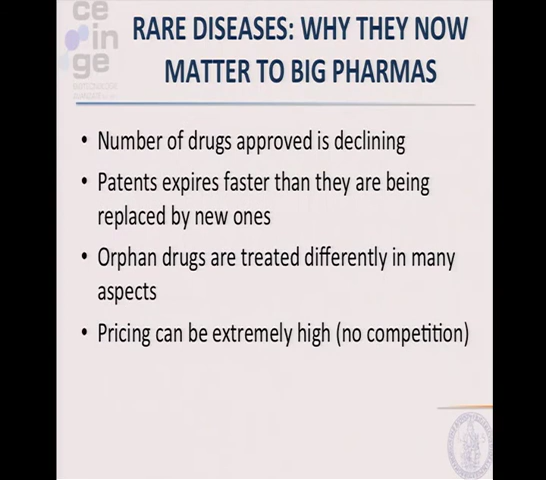 ce
in
ge
RARE DISEASES: WHY THEY NOW
MATTER TO BIG PHARMAS
• Number of drugs approved is declining
• Patents expires faster than they are being
replaced by new ones
• Orphan drugs are treated differently in many
aspects
• Pricing can be extremely high (no competition)